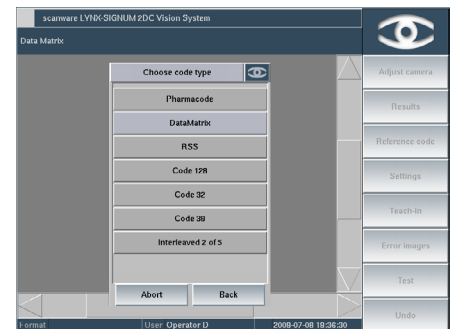 scanware LYNX-SIGNUM 2DC Vision System
Data Matrix
Choose code type
Pharmacode
DataMatrix
RSS
Code 128
Code 32
Code 39
Interleaved 2 of 5
Abort Back
Adjust camera
Results
Reference code
Settings
Teach-in
Error images
Test
Undo
Format User Operator D 2008-07-08 18:36:30